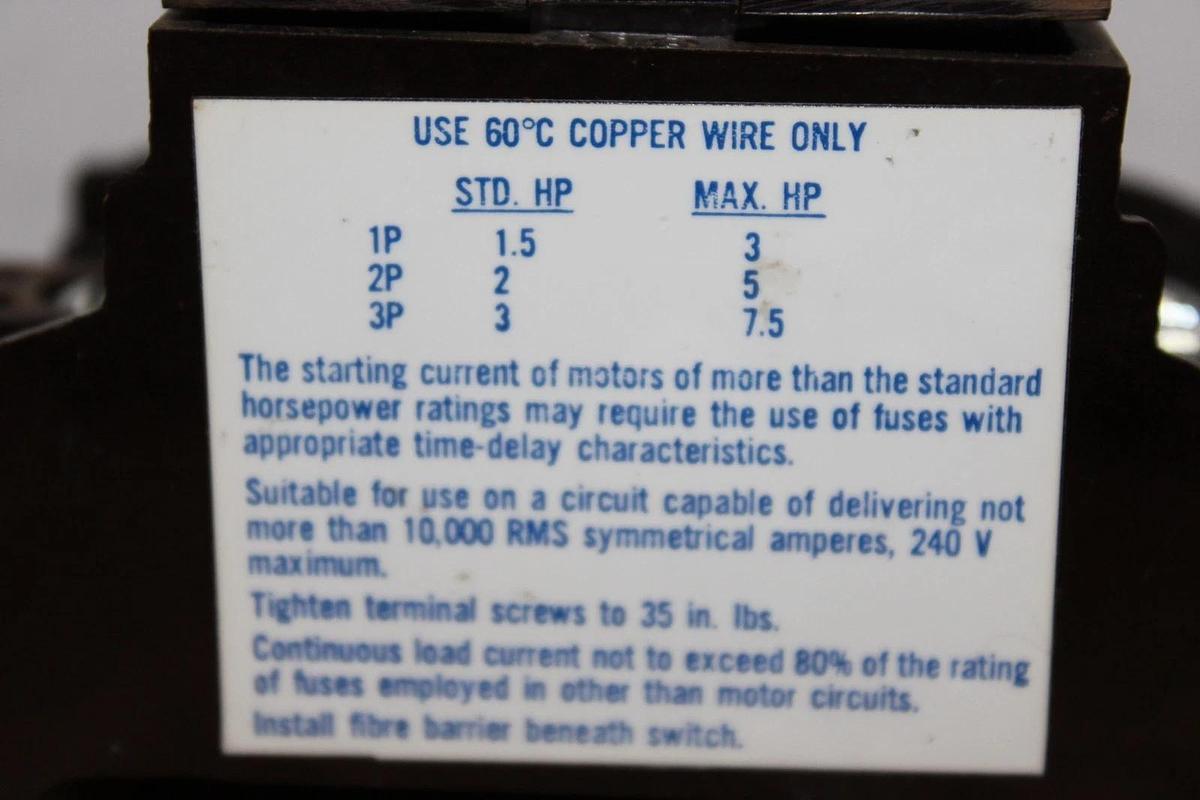 USE 60°C COPPER WIRE ONLY
STD. HP MAX. HP
1P 1.5 3
2P 2 5
3P 3 7.5
The starting current of motors of more than the standard
horsepower ratings may require the use of fuses with
appropriate time-delay characteristics.
Suitable for use on a circuit capable of delivering not
more than 10,000 RMS symmetrical amperes, 240 V
maximum.
Tighten terminal screws to 35 in. lbs.
Continuous load current not to exceed 80% of the rating
of fuses employed in other than motor circuits.
Install fibre barrier beneath switch.